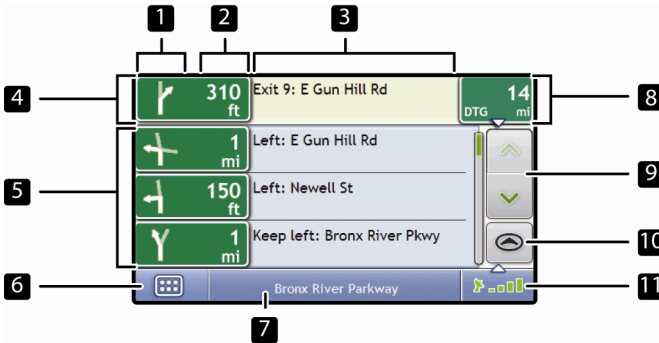 1 2 3
4 310 ft Exit 9: E Gun Hill Rd 14 DTG mi 8
1 mi Left: E Gun Hill Rd
9
5 150 ft Left: Newell St
1 mi Keep left: Bronx River Pkwy 10
6 Bronx River Parkway 11
7